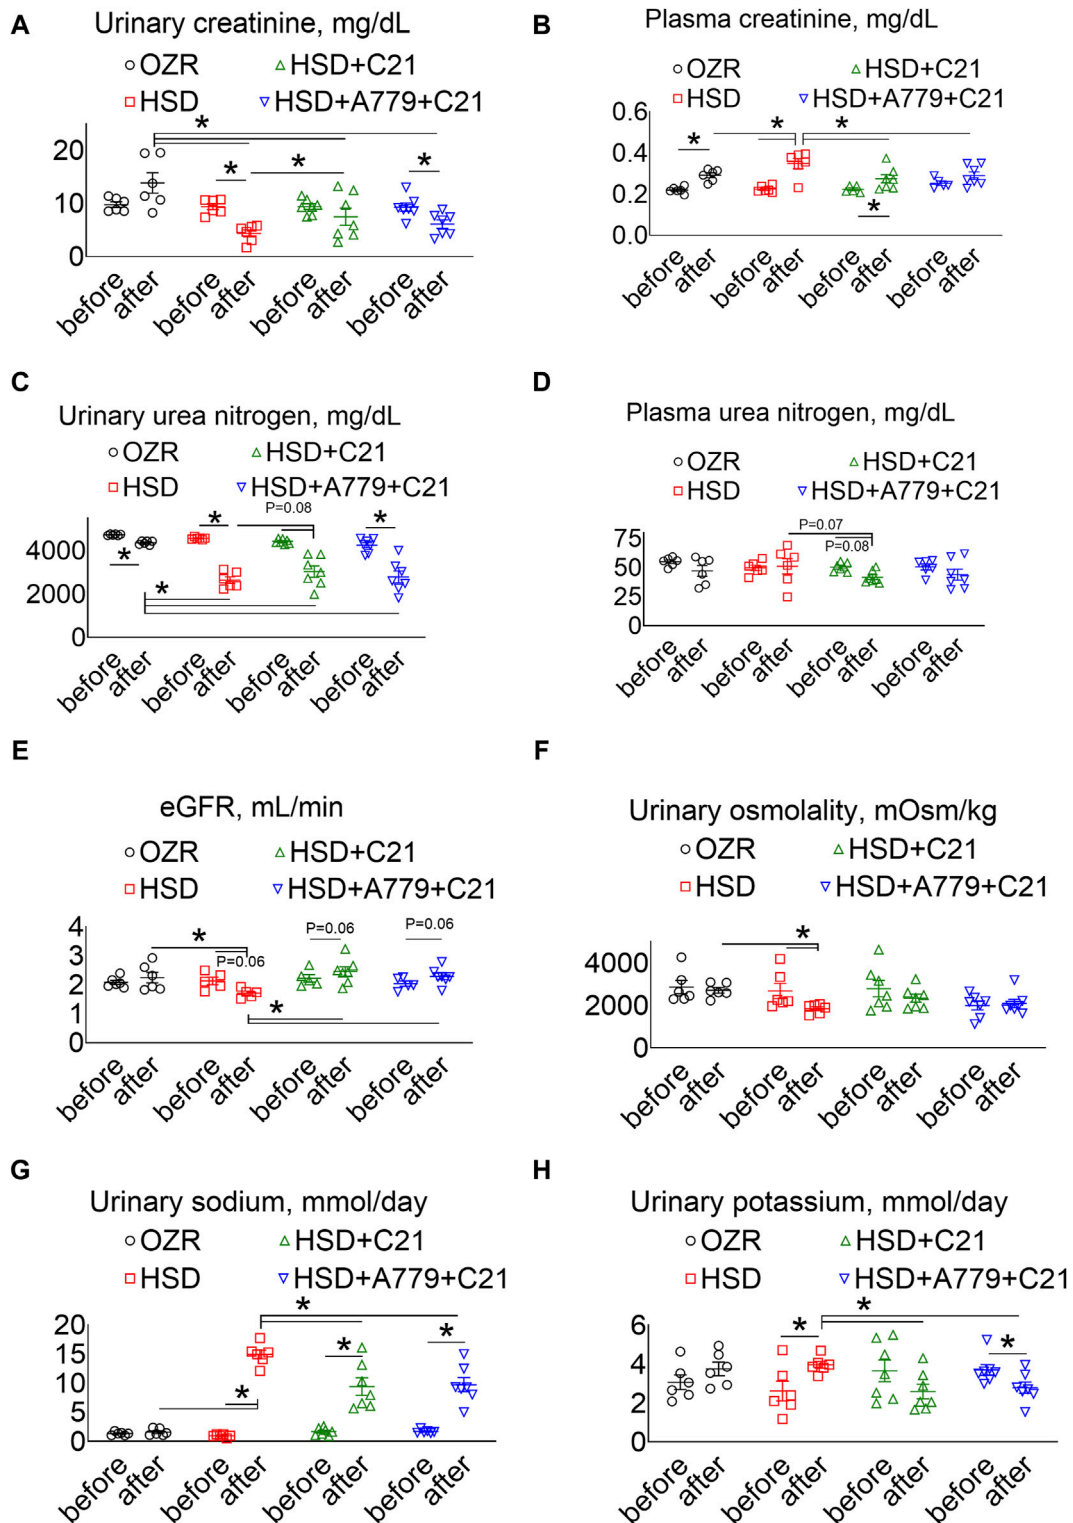 A
Urinary creatinine, mg/dL
OZR
HSD+C21
HSD
HSD+A779+C21
*
*
*
*
20
10
0
before
after
before
after
before
after
before
after
B
Plasma creatinine, mg/dL
OZR
HSD+C21
HSD
HSD+A779+C21
0.6
*
*
*
0.4
0.2
*
0.0
before
after
before
after
before
after
before
after
C
Urinary urea nitrogen, mg/dL
OZR
HSD+C21
HSD
HSD+A779+C21
P=0.08
*
*
4000
*
*
2000
0
before
after
before
after
before
after
before
after
D
Plasma urea nitrogen, mg/dL
OZR
HSD+C21
HSD
HSD+A779+C21
P=0.07
75
P=0.08
50
25
0
before
after
before
after
before
after
before
after
E
eGFR, mL/min
OZR
HSD+C21
HSD
HSD+A779+C21
4
P=0.06
P=0.06
*
3
P=0.06
2
*
1
0
before
after
before
after
before
after
before
after
F
Urinary osmolality, mOsm/kg
OZR
HSD+C21
HSD
HSD+A779+C21
*
4000
2000
0
before
after
before
after
before
after
before
after
G
Urinary sodium, mmol/day
OZR
HSD+C21
HSD
HSD+A779+C21
*
20
*
*
15
10
*
5
0
before
after
before
after
before
after
before
after
H
Urinary potassium, mmol/day
OZR
HSD+C21
HSD
HSD+A779+C21
*
6
*
*
4
2
0
before
after
before
after
before
after
before
after